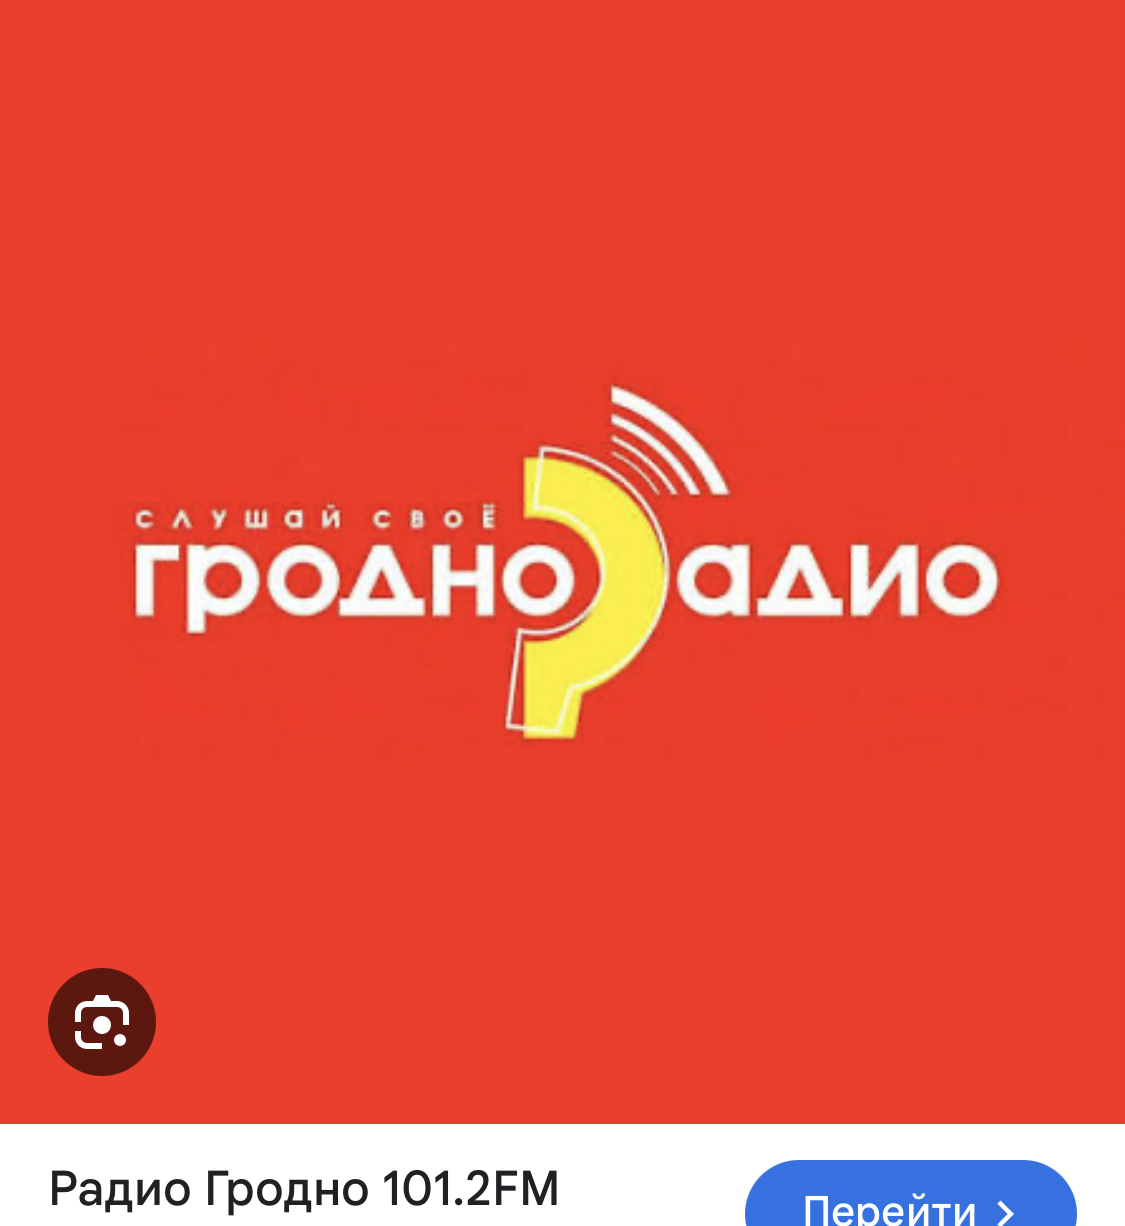 слушай своё
гродно Радио
Радио Гродно 101.2FM
Перейти